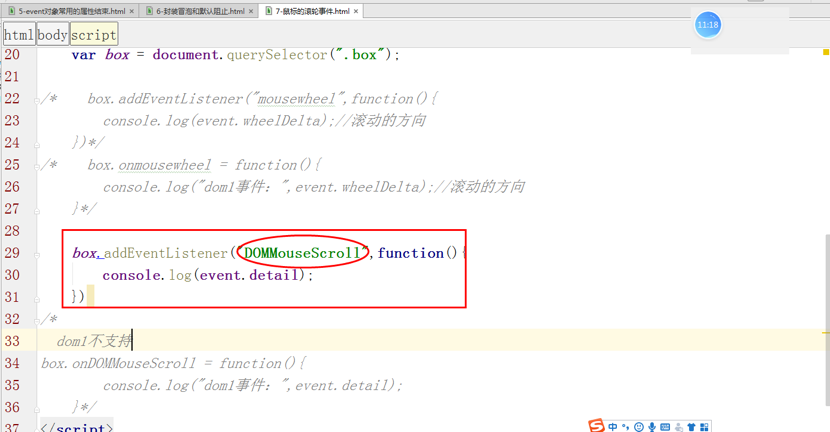 5-event对象常用的属性结束.html × 6-封装冒泡和默认阻止.html × 7-鼠标的滚轮事件.html ×
11:18
html body script
20 var box = document.querySelector(".box");
21
22 /* box.addEventListener("mousewheel",function(){
23 console.log(event.wheelDelta);//滚动的方向
24 })*/
25 /* box.onmousewheel = function(){
26 console.log("dom1事件：",event.wheelDelta);//滚动的方向
27 }*/
28
29 box.addEventListener("DOMMouseScroll",function(){
30 console.log(event.detail);
31 })
32 /*
33 dom1不支持
34 box.onDOMMouseScroll = function(){
35 console.log("dom1事件：",event.detail);
36 }*/
37 </script>
中